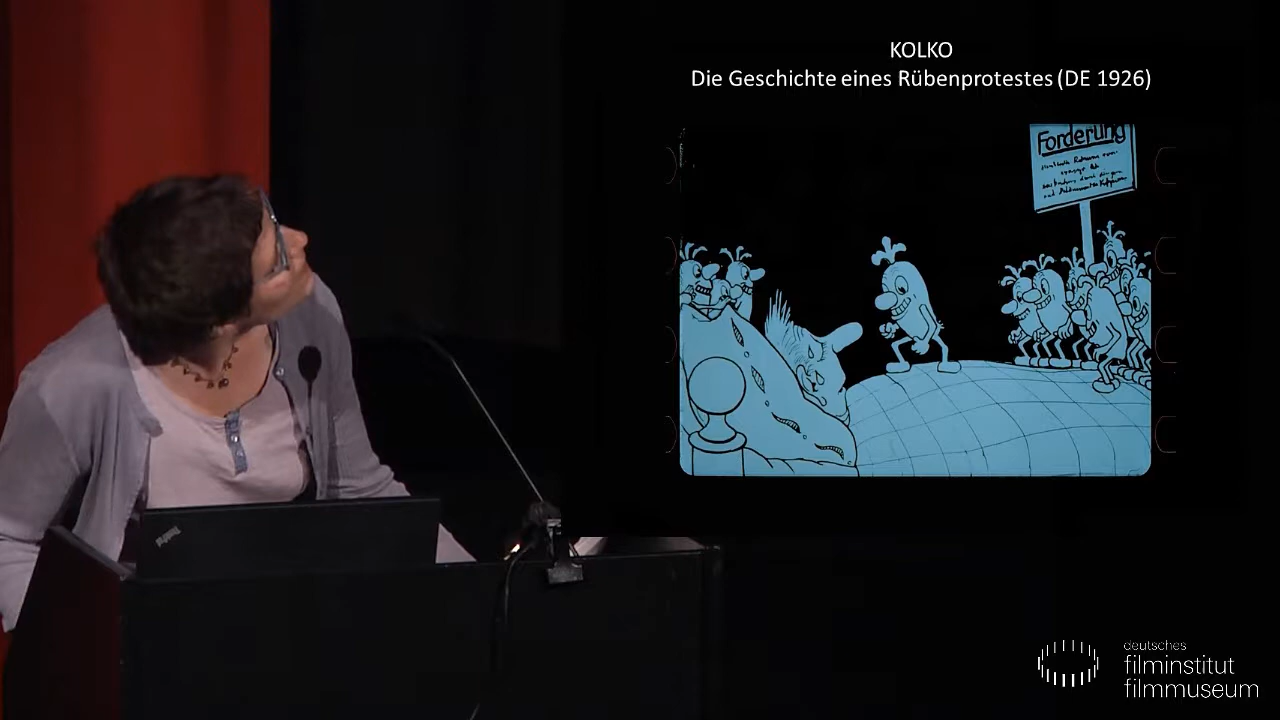 KOLKO
Die Geschichte eines Rübenprotestes (DE 1926)
Forderung
ThinkPad
deutsches
filminstitut
filmmuseum